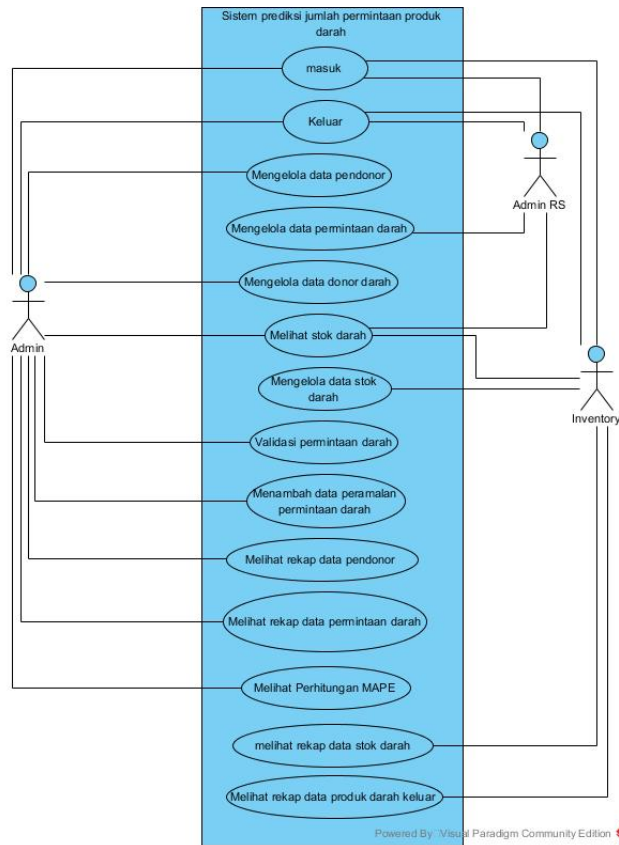 Sistem prediksi jumlah permintaan produk
darah
masuk
Keluar
Mengelola data pendonor
Admin RS
Mengelola data permintaan darah
Mengelola data donor darah
Admin
Melihat stok darah
Mengelola data stok
darah
Inventory
Validasi permintaan darah
Menambah data peramalan
permintaan darah
Melihat rekap data pendonor
Melihat rekap data permintaan darah
Melihat Perhitungan MAPE
melihat rekap data stok darah
Melihat rekap data produk darah keluar
Powered By Visual Paradigm Community Edition